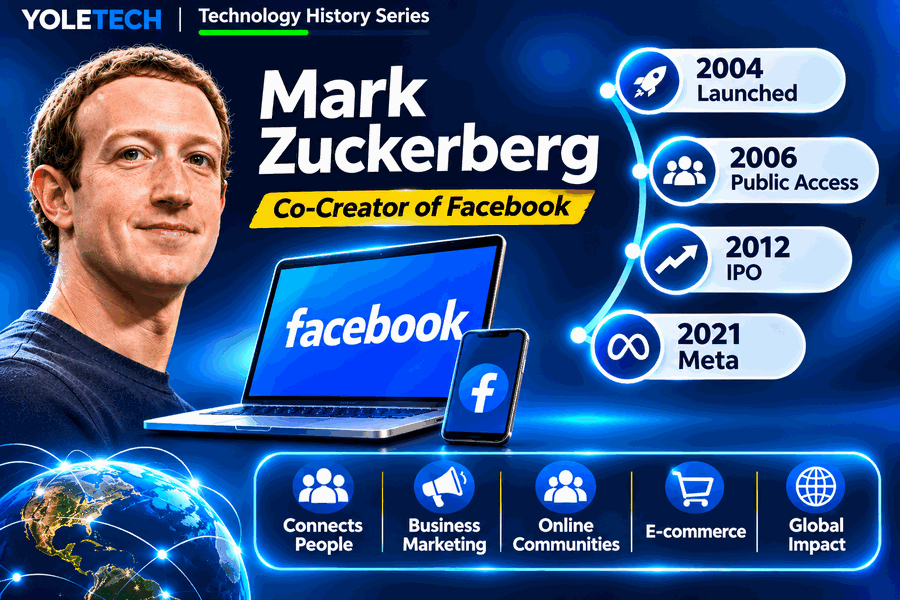 YOLETECH | Technology History Series
Mark
Zuckerberg
Co-Creator of Facebook
2004
Launched
2006
Public Access
2012
IPO
2021
Meta
facebook
f
Connects
People
Business
Marketing
Online
Communities
E-commerce
Global
Impact